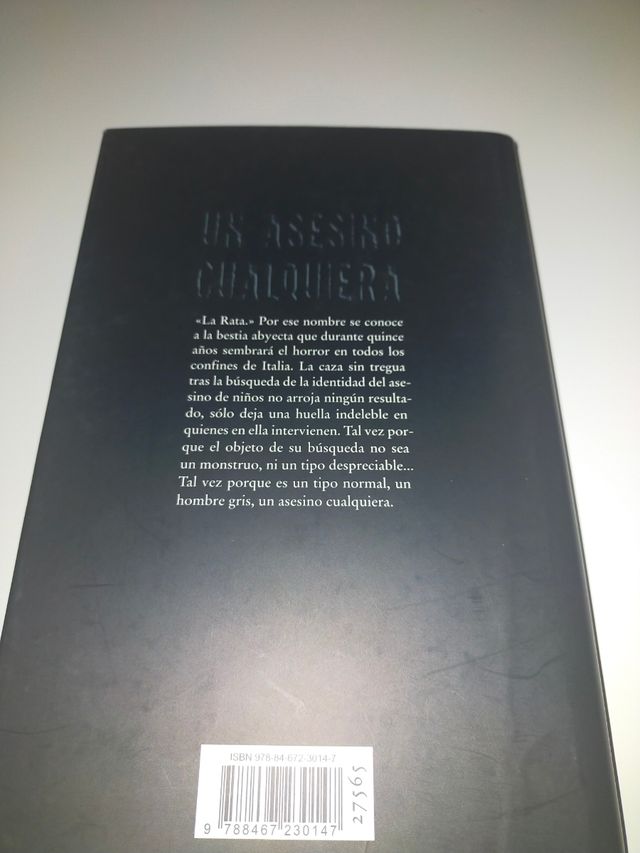 UN ASESINO
CUALQUIERA
«La Rata.» Por ese nombre se conoce
a la bestia abyecta que durante quince
años sembrará el horror en todos los
confines de Italia. La caza sin tregua
tras la búsqueda de la identidad del ase-
sino de niños no arroja ningún resulta-
do, sólo deja una huella indeleble en
quienes en ella intervienen. Tal vez por-
que el objeto de su búsqueda no sea
un monstruo, ni un tipo despreciable...
Tal vez porque es un tipo normal, un
hombre gris, un asesino cualquiera.
ISBN 978-84-672-3014-7
27565
9 788467 230147